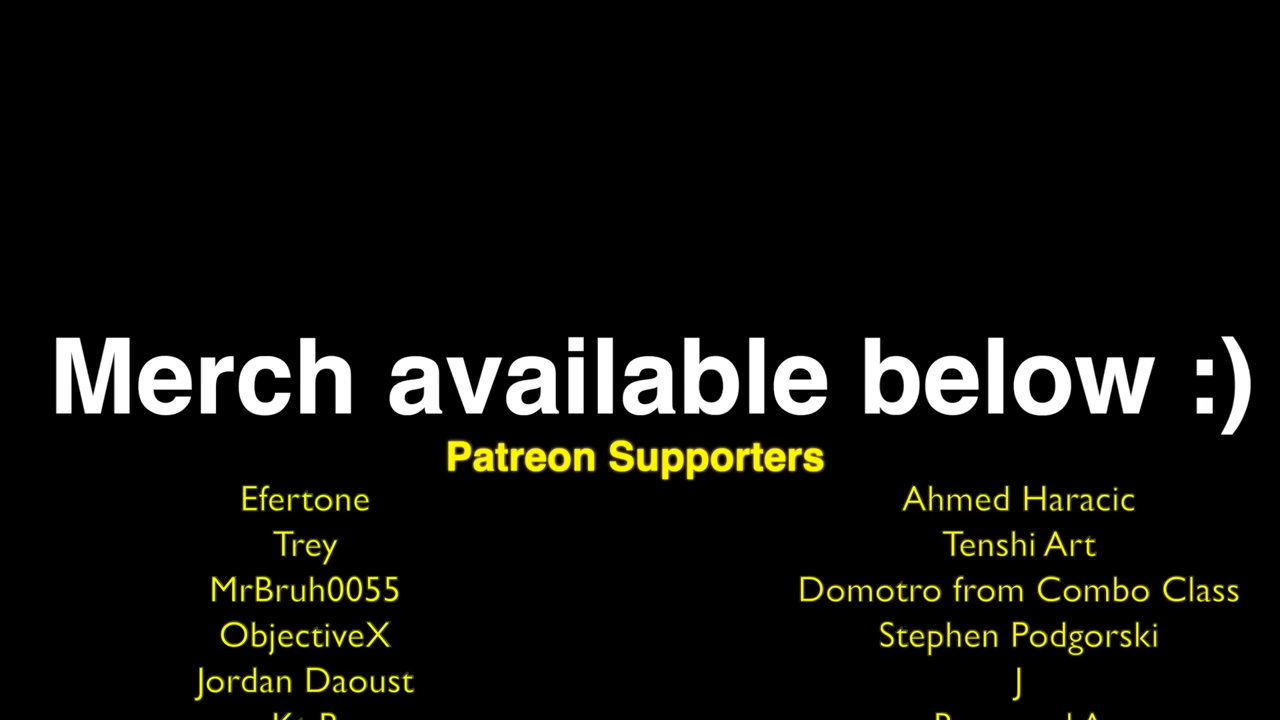 Merch available below :)
Patreon Supporters
Efertone
Ahmed Haracic
Trey
Tenshi Art
MrBruh0055
Domotro from Combo Class
ObjectiveX
Stephen Podgorski
Jordan Daoust
J